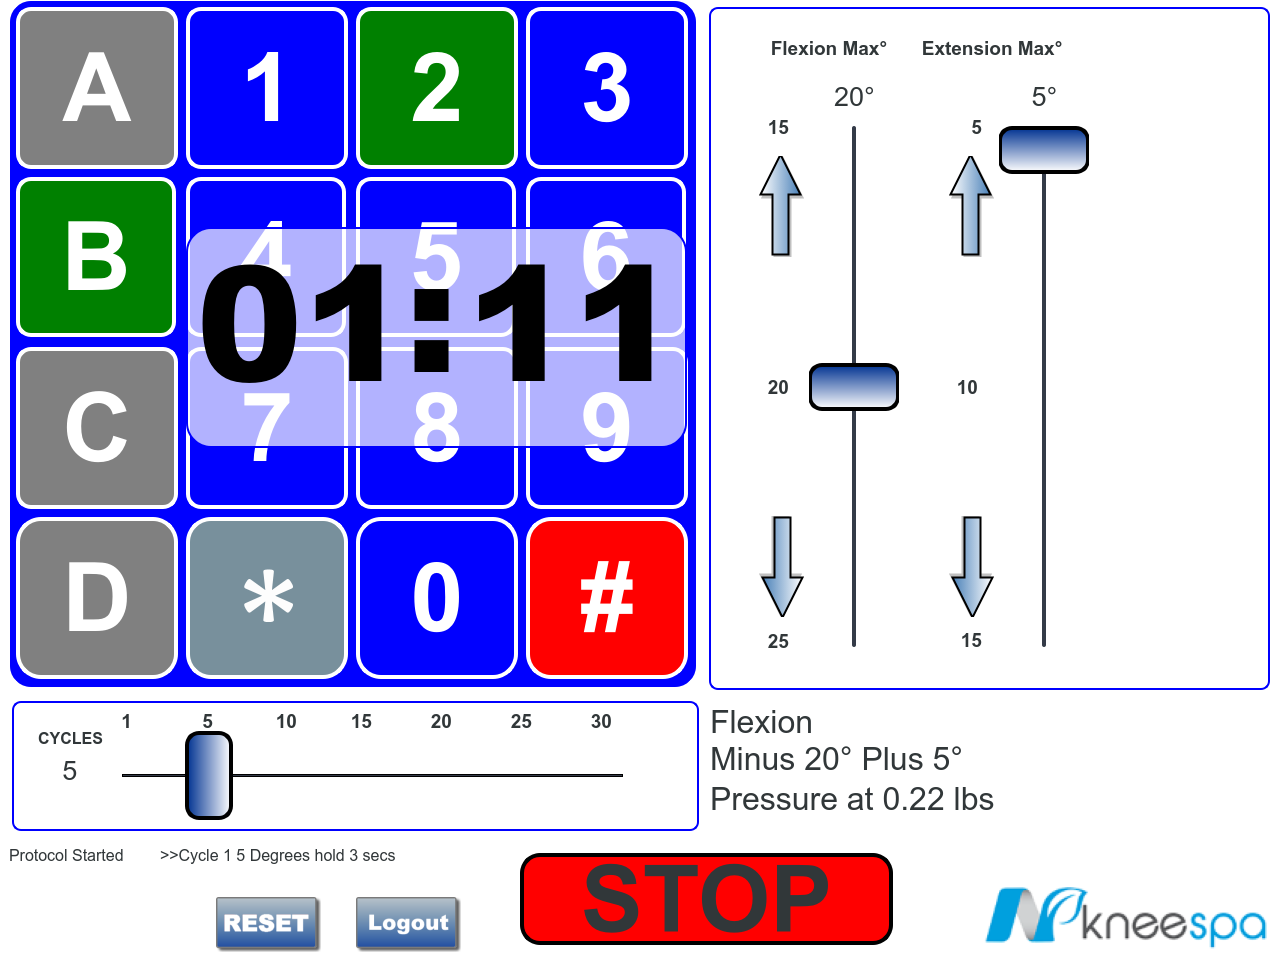 A 1 2 3
B 4 5 6
01:11
C 7 8 9
D * 0 #
Flexion Max° Extension Max°
20° 5°
15 5
20 10
25 15
1 5 10 15 20 25 30
CYCLES
5
Flexion
Minus 20° Plus 5°
Pressure at 0.22 lbs
Protocol Started >>Cycle 1 5 Degrees hold 3 secs
STOP
RESET Logout
kneespa